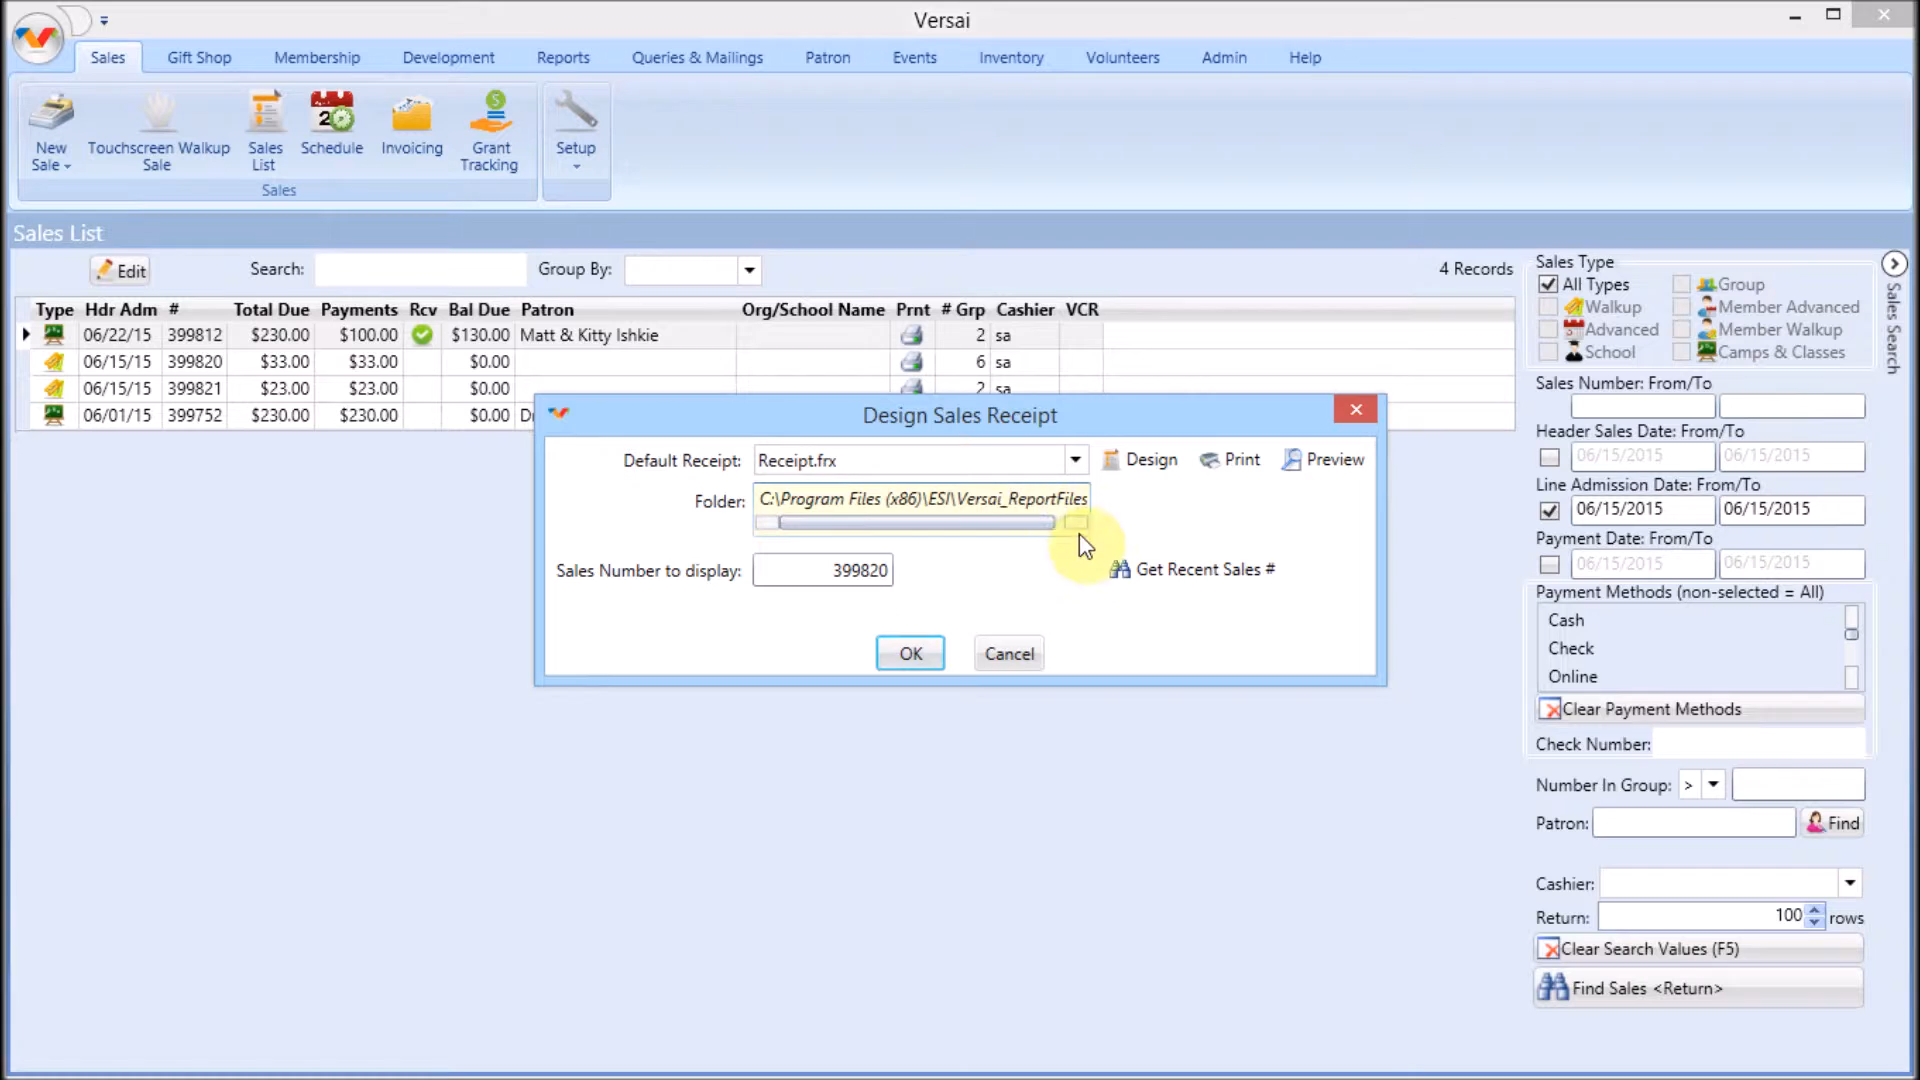 Versai
Sales Gift Shop Membership Development Reports Queries & Mailings Patron Events Inventory Volunteers Admin Help
New Sale
Touchscreen Walkup Sale
Sales List
Schedule
Invoicing
Grant Tracking
Setup
Sales
Sales List
Edit Search: Group By: 4 Records
Type Hdr Adm # Total Due Payments Rcv Bal Due Patron Org/School Name Prnt # Grp Cashier VCR
06/22/15 399812 $230.00 $100.00 $130.00 Matt & Kitty Ishkie 2 sa
06/15/15 399820 $33.00 $33.00 $0.00 6 sa
06/15/15 399821 $23.00 $23.00 $0.00 2 sa
06/01/15 399752 $230.00 $230.00 $0.00
Design Sales Receipt
Default Receipt: Receipt.frx Design Print Preview
Folder: C:\Program Files (x86)\ESI\Versai_ReportFiles
Sales Number to display: 399820 Get Recent Sales #
OK Cancel
Sales Type
All Types Group
Walkup Member Advanced
Advanced Member Walkup
School Camps & Classes
Sales Number: From/To
Header Sales Date: From/To
06/15/2015 06/15/2015
Line Admission Date: From/To
06/15/2015 06/15/2015
Payment Date: From/To
06/15/2015 06/15/2015
Payment Methods (non-selected = All)
Cash
Check
Online
Clear Payment Methods
Check Number:
Number In Group: >
Patron: Find
Cashier:
Return: 100 rows
Clear Search Values (F5)
Find Sales <Return>
Sales Search